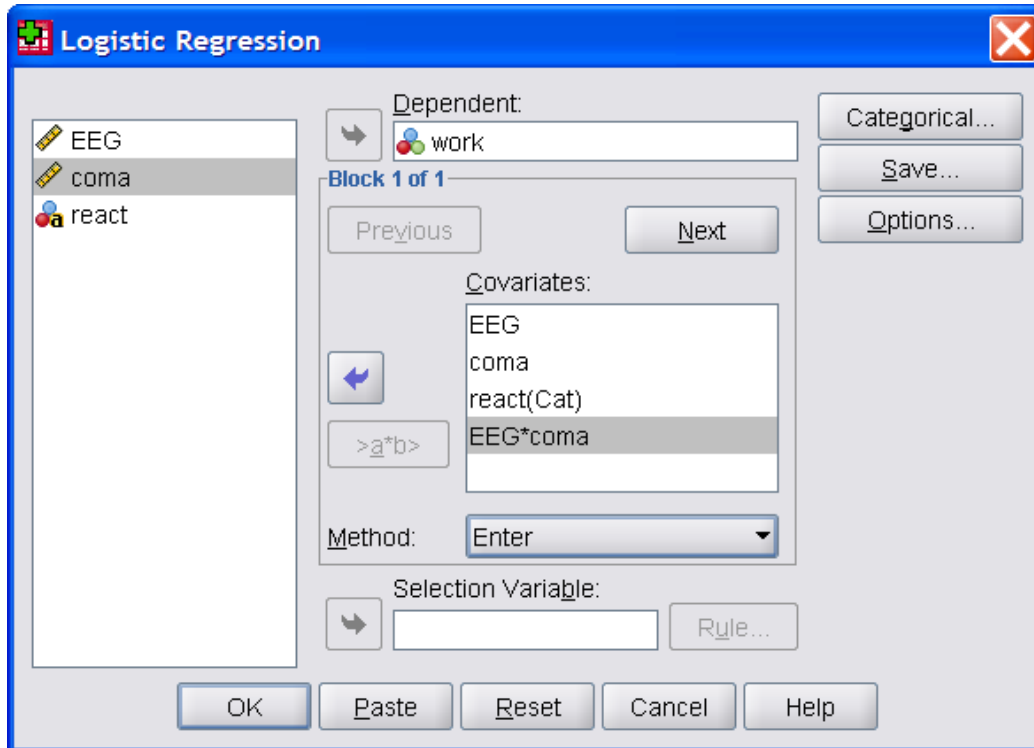 Logistic Regression
EEG
coma
react
Dependent:
work
Block 1 of 1
Previous
Next
Covariates:
EEG
coma
react(Cat)
EEG*coma
>a*b>
Method:
Enter
Selection Variable:
Rule...
Categorical...
Save...
Options...
OK
Paste
Reset
Cancel
Help